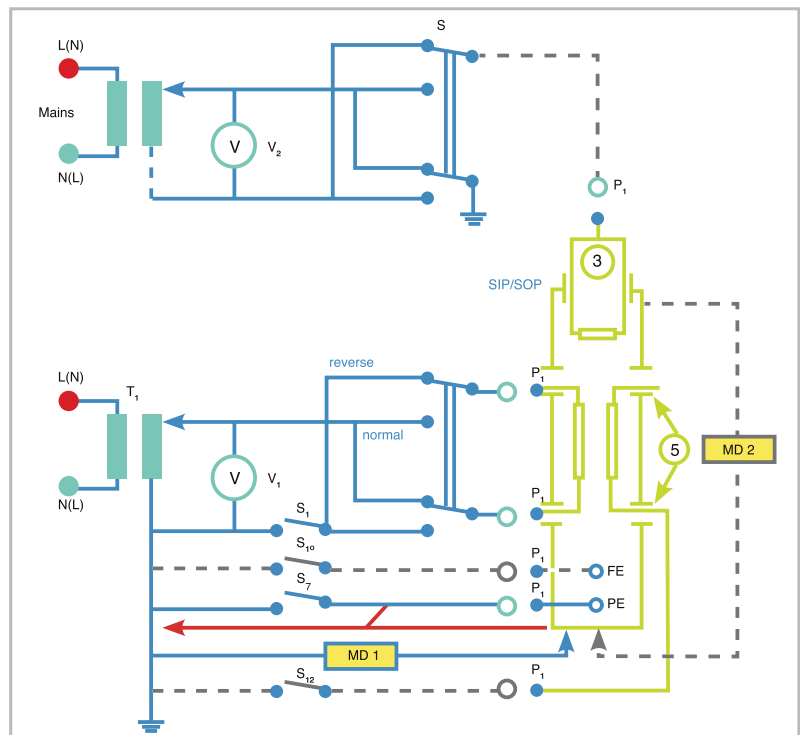 S
L(N)
Mains
V
V₂
N(L)
P₁
3
SIP/SOP
L(N)
T₁
reverse
P₁
normal
V
V₁
5
MD 2
N(L)
S₁
P₁
S₁₀
P₁
FE
S₇
P₁
PE
MD 1
S₁₂
P₁